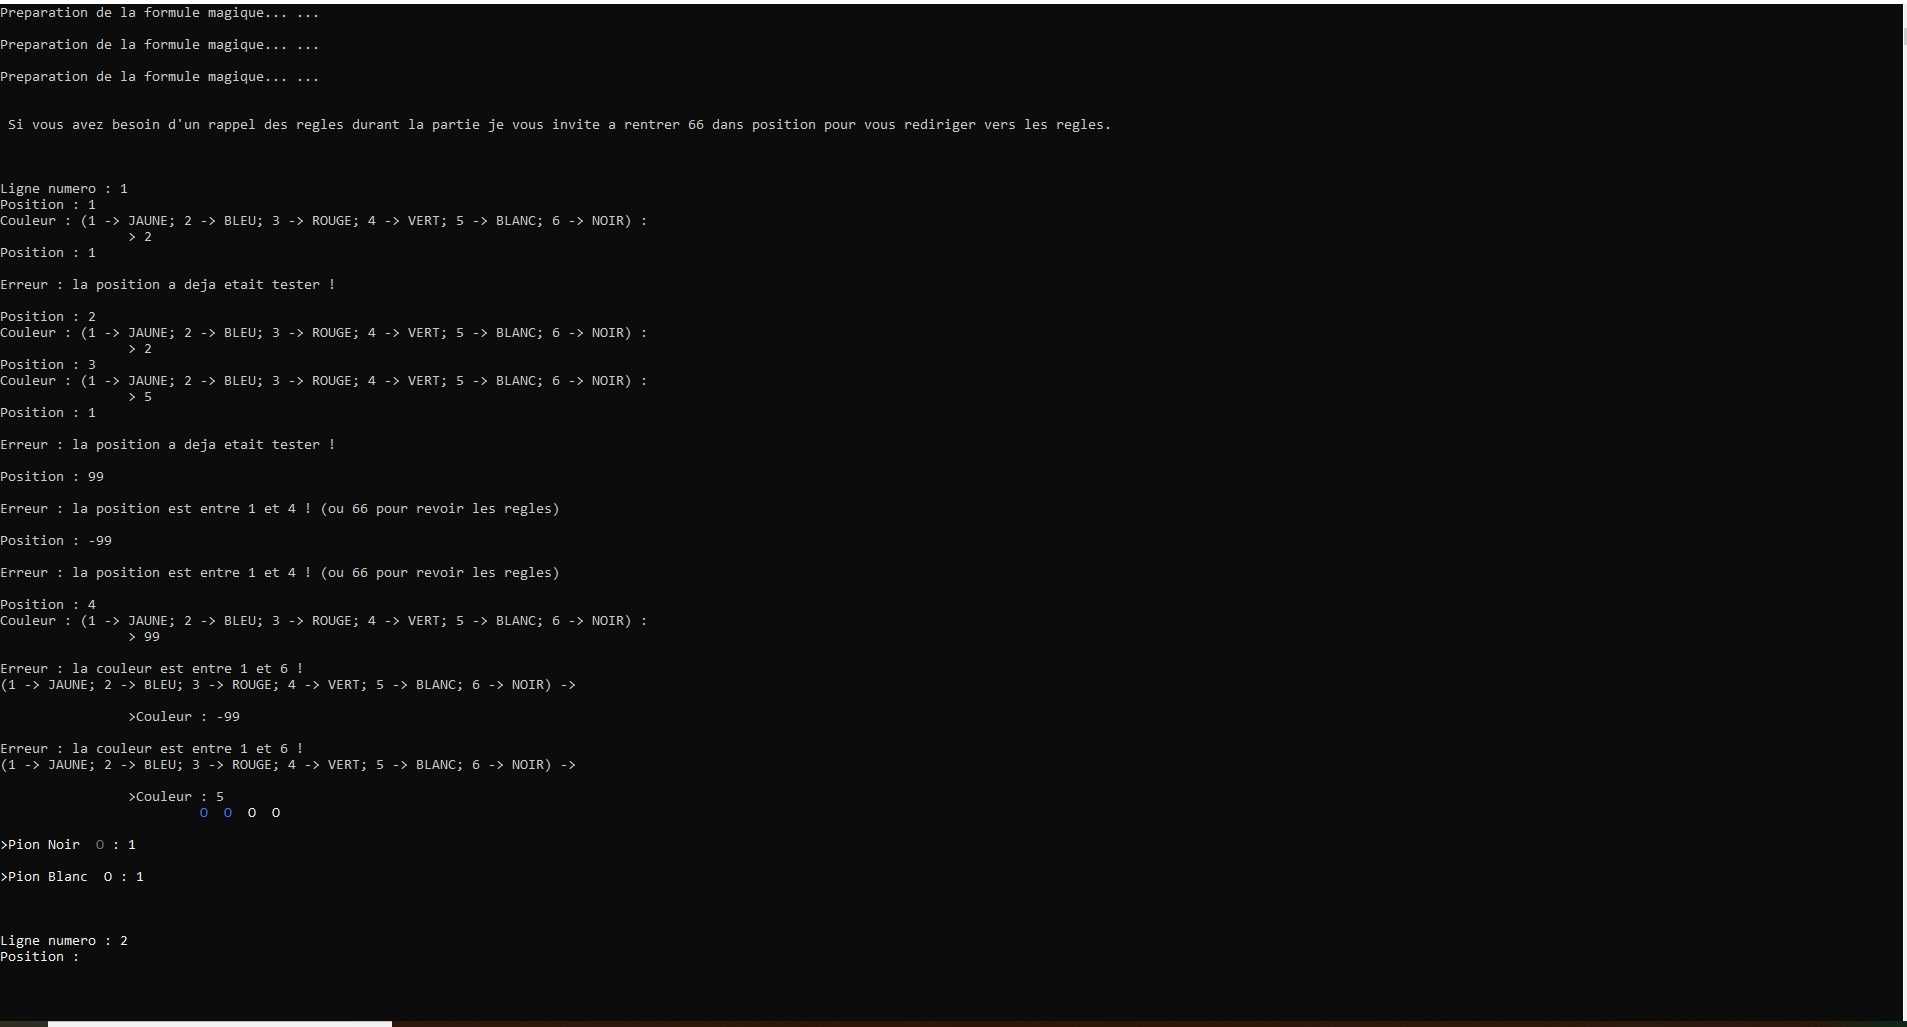 Preparation de la formule magique... ...
Preparation de la formule magique... ...
Preparation de la formule magique... ...
Si vous avez besoin d'un rappel des regles durant la partie je vous invite a rentrer 66 dans position pour vous rediriger vers les regles.
Ligne numero : 1
Position : 1
Couleur : (1 -> JAUNE; 2 -> BLEU; 3 -> ROUGE; 4 -> VERT; 5 -> BLANC; 6 -> NOIR) :
> 2
Position : 1
Erreur : la position a deja etait tester !
Position : 2
Couleur : (1 -> JAUNE; 2 -> BLEU; 3 -> ROUGE; 4 -> VERT; 5 -> BLANC; 6 -> NOIR) :
> 2
Position : 3
Couleur : (1 -> JAUNE; 2 -> BLEU; 3 -> ROUGE; 4 -> VERT; 5 -> BLANC; 6 -> NOIR) :
> 5
Position : 1
Erreur : la position a deja etait tester !
Position : 99
Erreur : la position est entre 1 et 4 ! (ou 66 pour revoir les regles)
Position : -99
Erreur : la position est entre 1 et 4 ! (ou 66 pour revoir les regles)
Position : 4
Couleur : (1 -> JAUNE; 2 -> BLEU; 3 -> ROUGE; 4 -> VERT; 5 -> BLANC; 6 -> NOIR) :
> 99
Erreur : la couleur est entre 1 et 6 !
(1 -> JAUNE; 2 -> BLEU; 3 -> ROUGE; 4 -> VERT; 5 -> BLANC; 6 -> NOIR) ->
>Couleur : -99
Erreur : la couleur est entre 1 et 6 !
(1 -> JAUNE; 2 -> BLEU; 3 -> ROUGE; 4 -> VERT; 5 -> BLANC; 6 -> NOIR) ->
>Couleur : 5
O O O O
>Pion Noir O : 1
>Pion Blanc O : 1
Ligne numero : 2
Position :